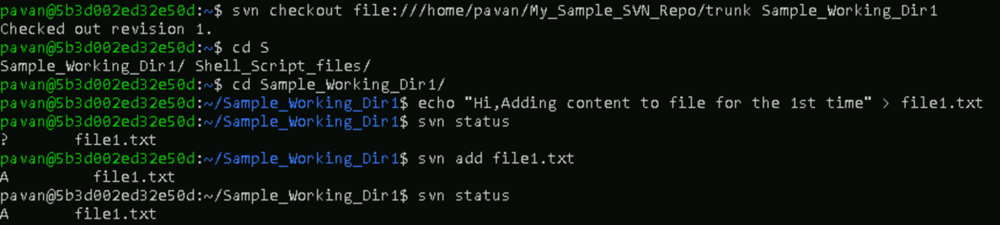 pavan@5b3d002ed32e50d:~$ svn checkout file:///home/pavan/My_Sample_SVN_Repo/trunk Sample_Working_Dir1
Checked out revision 1.
pavan@5b3d002ed32e50d:~$ cd S
Sample_Working_Dir1/ Shell_Script_files/
pavan@5b3d002ed32e50d:~$ cd Sample_Working_Dir1/
pavan@5b3d002ed32e50d:~/Sample_Working_Dir1$ echo "Hi,Adding content to file for the 1st time" > file1.txt
pavan@5b3d002ed32e50d:~/Sample_Working_Dir1$ svn status
?       file1.txt
pavan@5b3d002ed32e50d:~/Sample_Working_Dir1$ svn add file1.txt
A         file1.txt
pavan@5b3d002ed32e50d:~/Sample_Working_Dir1$ svn status
A       file1.txt